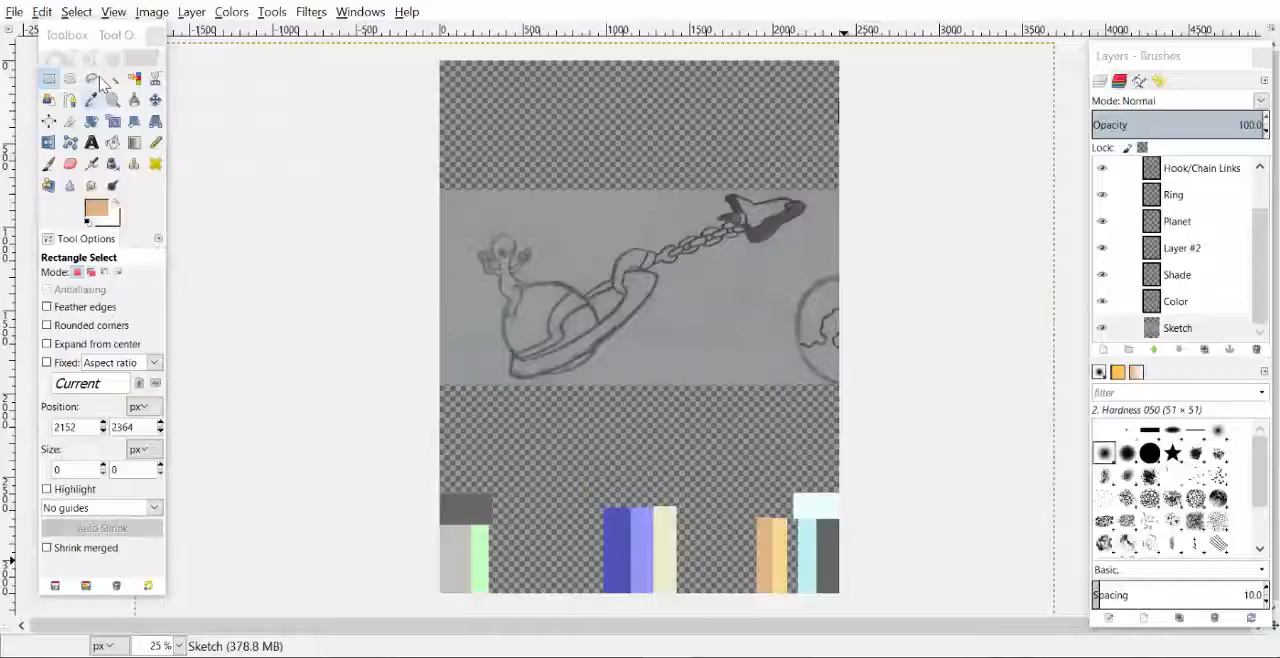 File Edit Select View Image Layer Colors Tools Filters Windows Help
Toolbox Tool O.
-1500 -1000 -500 0 500 1000 1500 2000 2500 3000 3500 4000 4500
Layers - Brushes
Mode: Normal
Opacity 100.0
Lock:
Hook/Chain Links
Ring
Planet
Layer #2
Shade
Color
Sketch
Tool Options
Rectangle Select
Mode:
Antialiasing
Feather edges
Rounded corners
Expand from center
Fixed: Aspect ratio
Current
Position: px
2152 2364
Size: px
0 0
Highlight
No guides
Auto Shrink
Shrink merged
filter
2. Hardness 050 (51 × 51)
Basic,
Spacing 10.0
px 25 % Sketch (378.8 MB)